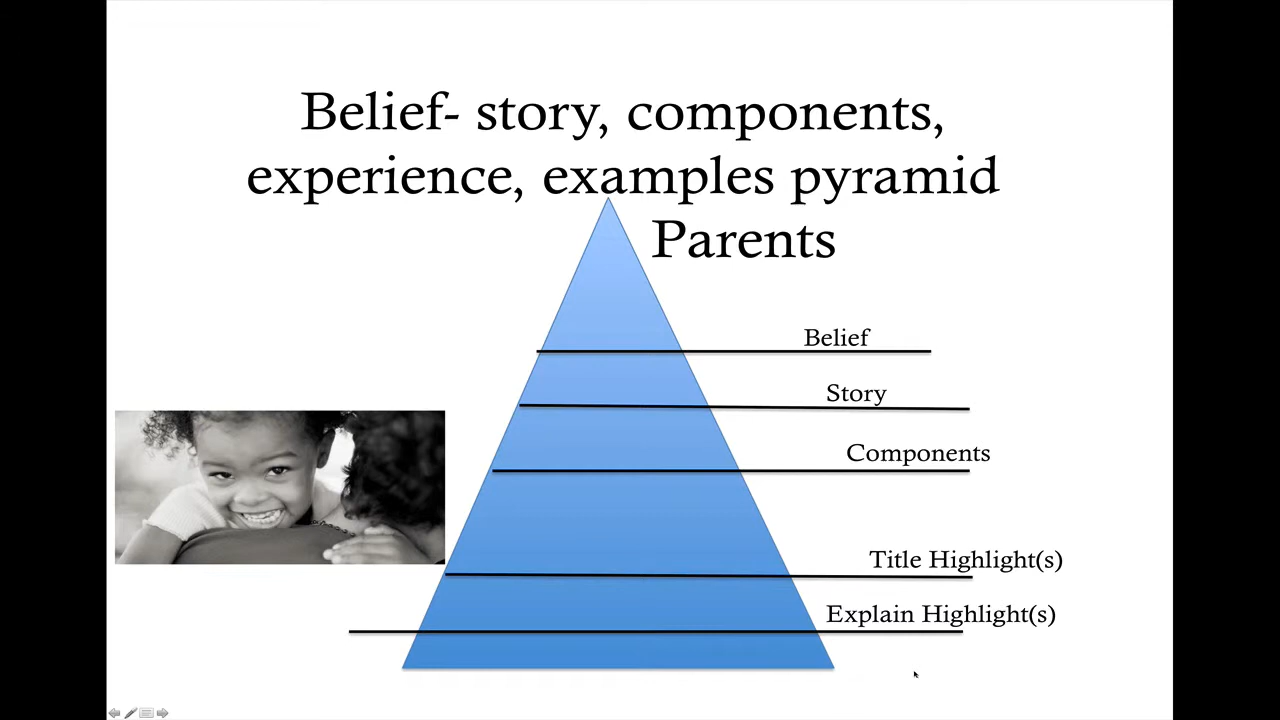 Belief- story, components,
experience, examples pyramid
Parents
Belief
Story
Components
Title Highlight(s)
Explain Highlight(s)